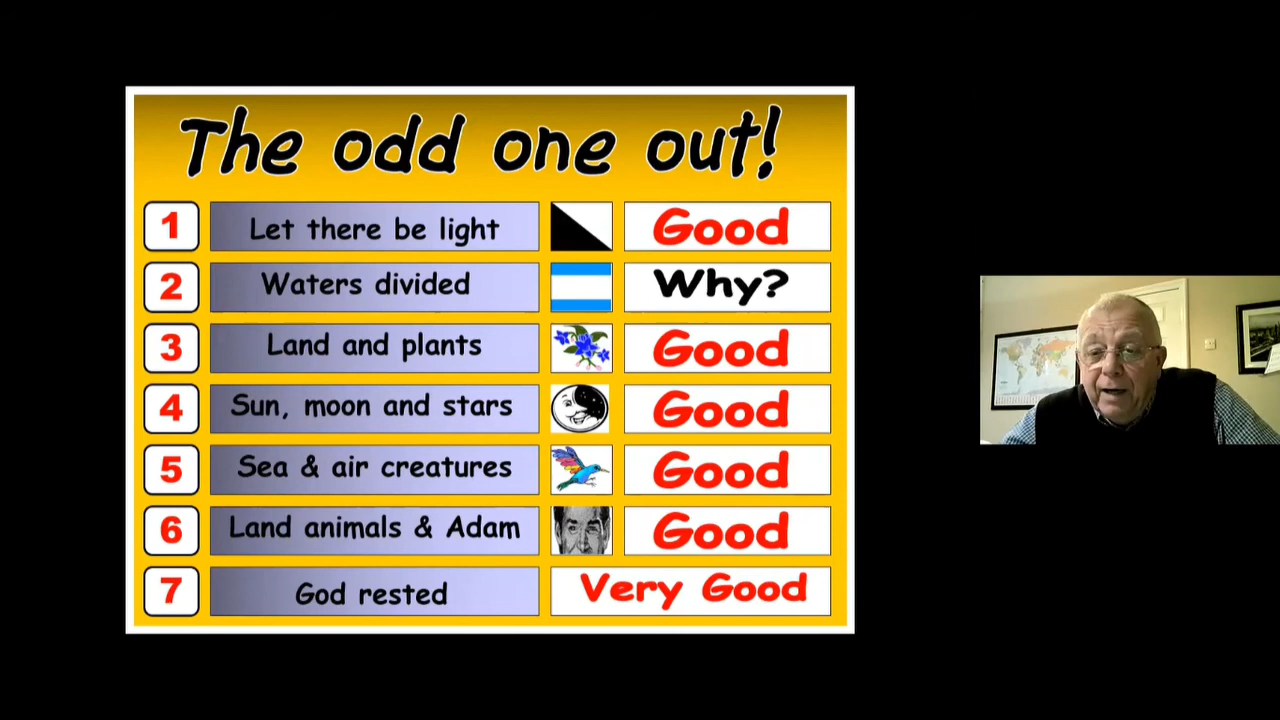 The odd one out!
1 Let there be light Good
2 Waters divided Why?
3 Land and plants Good
4 Sun, moon and stars Good
5 Sea & air creatures Good
6 Land animals & Adam Good
7 God rested Very Good